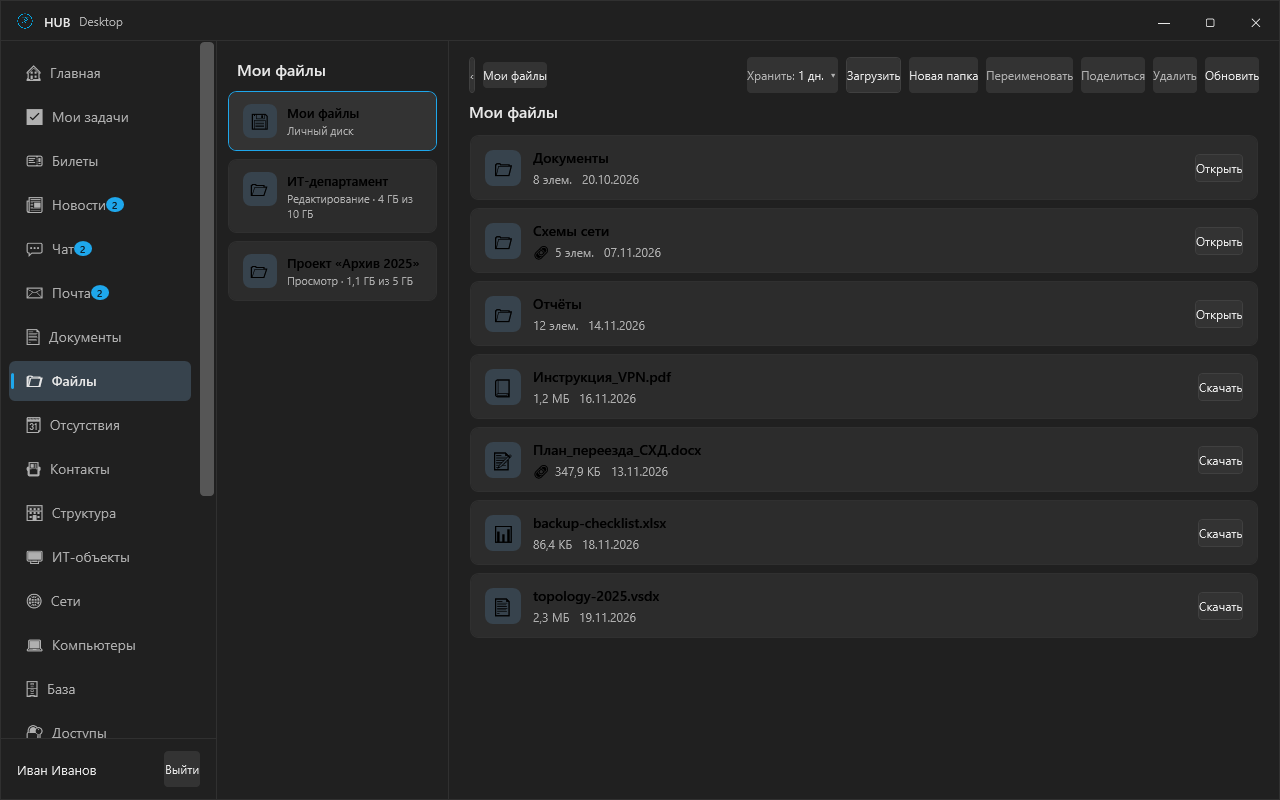 HUB Desktop
Главная
Мои задачи
Билеты
Новости 2
Чат 2
Почта 2
Документы
Файлы
31 Отсутствия
Контакты
Структура
ИТ-объекты
Сети
Компьютеры
База
Доступы
Иван Иванов
Выйти
Мои файлы
Мои файлы
Личный диск
ИТ-департамент
Редактирование · 4 ГБ из
10 ГБ
Проект «Архив 2025»
Просмотр · 1,1 ГБ из 5 ГБ
‹ Мои файлы Хранить: 1 дн. Загрузить Новая папка Переименовать Поделиться Удалить Обновить
Мои файлы
Документы
8 элем. 20.10.2026
Открыть
Схемы сети
5 элем. 07.11.2026
Открыть
Отчёты
12 элем. 14.11.2026
Открыть
Инструкция_VPN.pdf
1,2 МБ 16.11.2026
Скачать
План_переезда_СХД.docx
347,9 КБ 13.11.2026
Скачать
backup-checklist.xlsx
86,4 КБ 18.11.2026
Скачать
topology-2025.vsdx
2,3 МБ 19.11.2026
Скачать